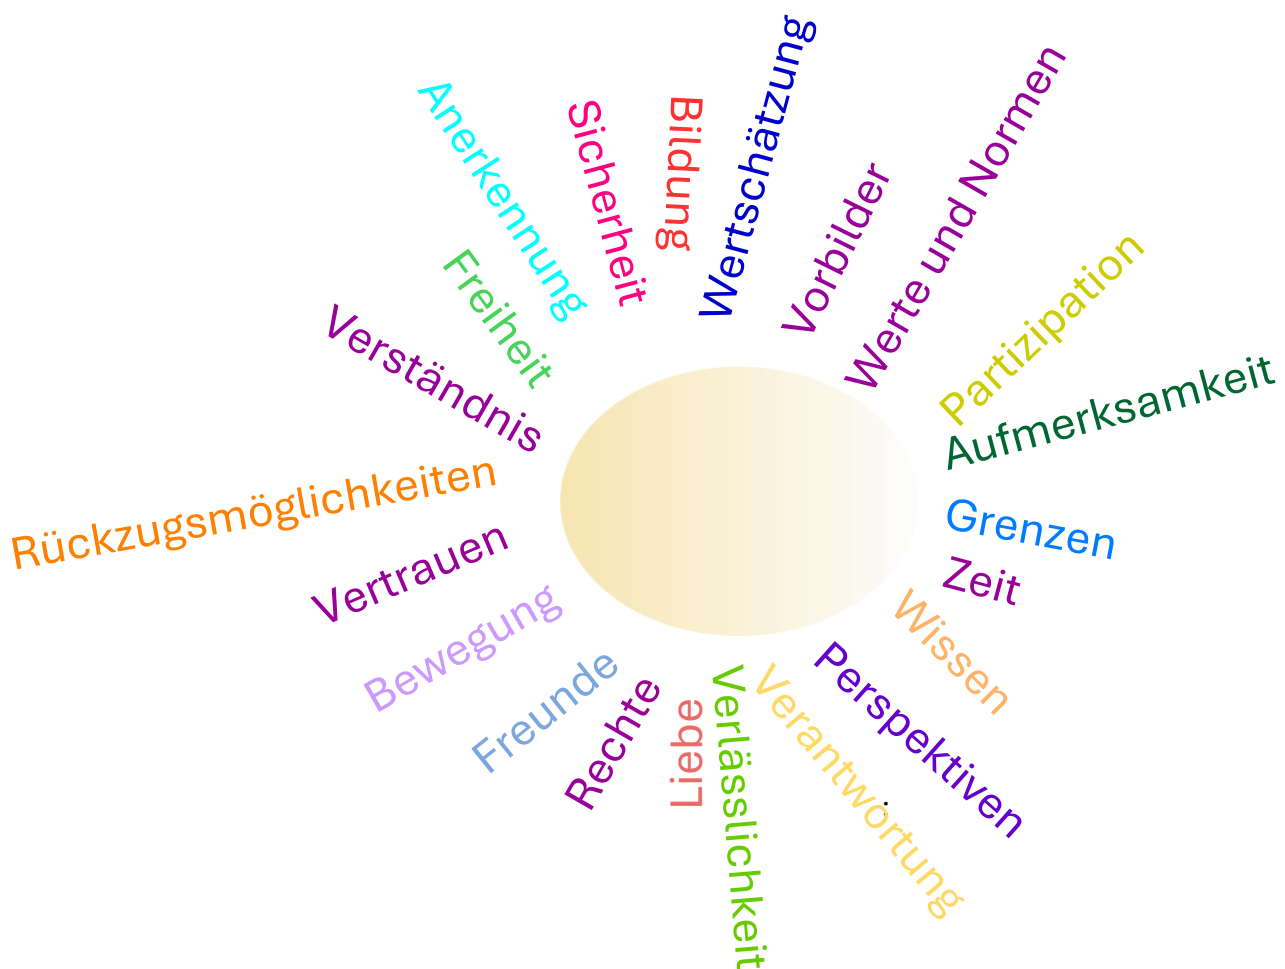 Wertschätzung
Werte und Normen
Anerkennung
Sicherheit
Bildung
Vorbilder
Partizipation
Freiheit
Verständnis
Aufmerksamkeit
Rückzugsmöglichkeiten
Grenzen
Vertrauen
Zeit
Bewegung
Wissen
Freunde
Perspektiven
Rechte
Liebe
Verlässlichkeit
Verantwortung